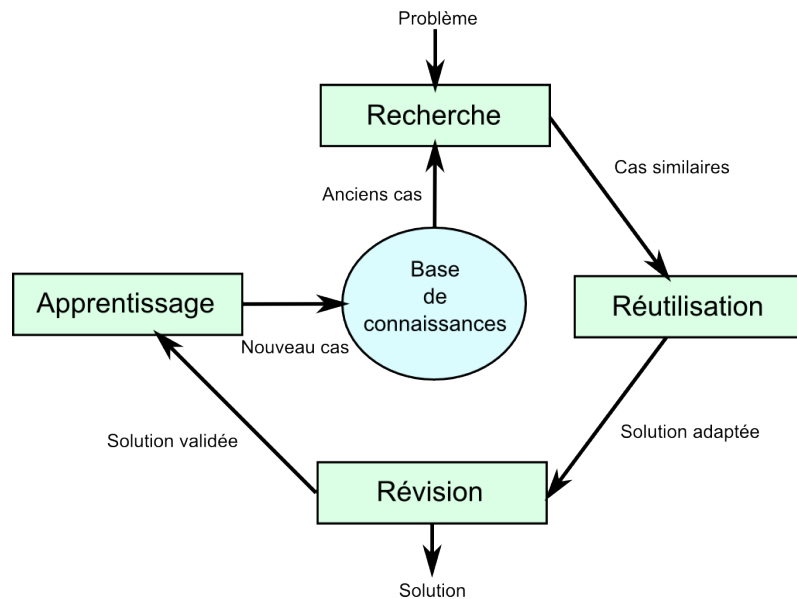 Problème
Recherche
Cas similaires
Anciens cas
Base
de
connaissances
Apprentissage
Réutilisation
Nouveau cas
Solution adaptée
Solution validée
Révision
Solution